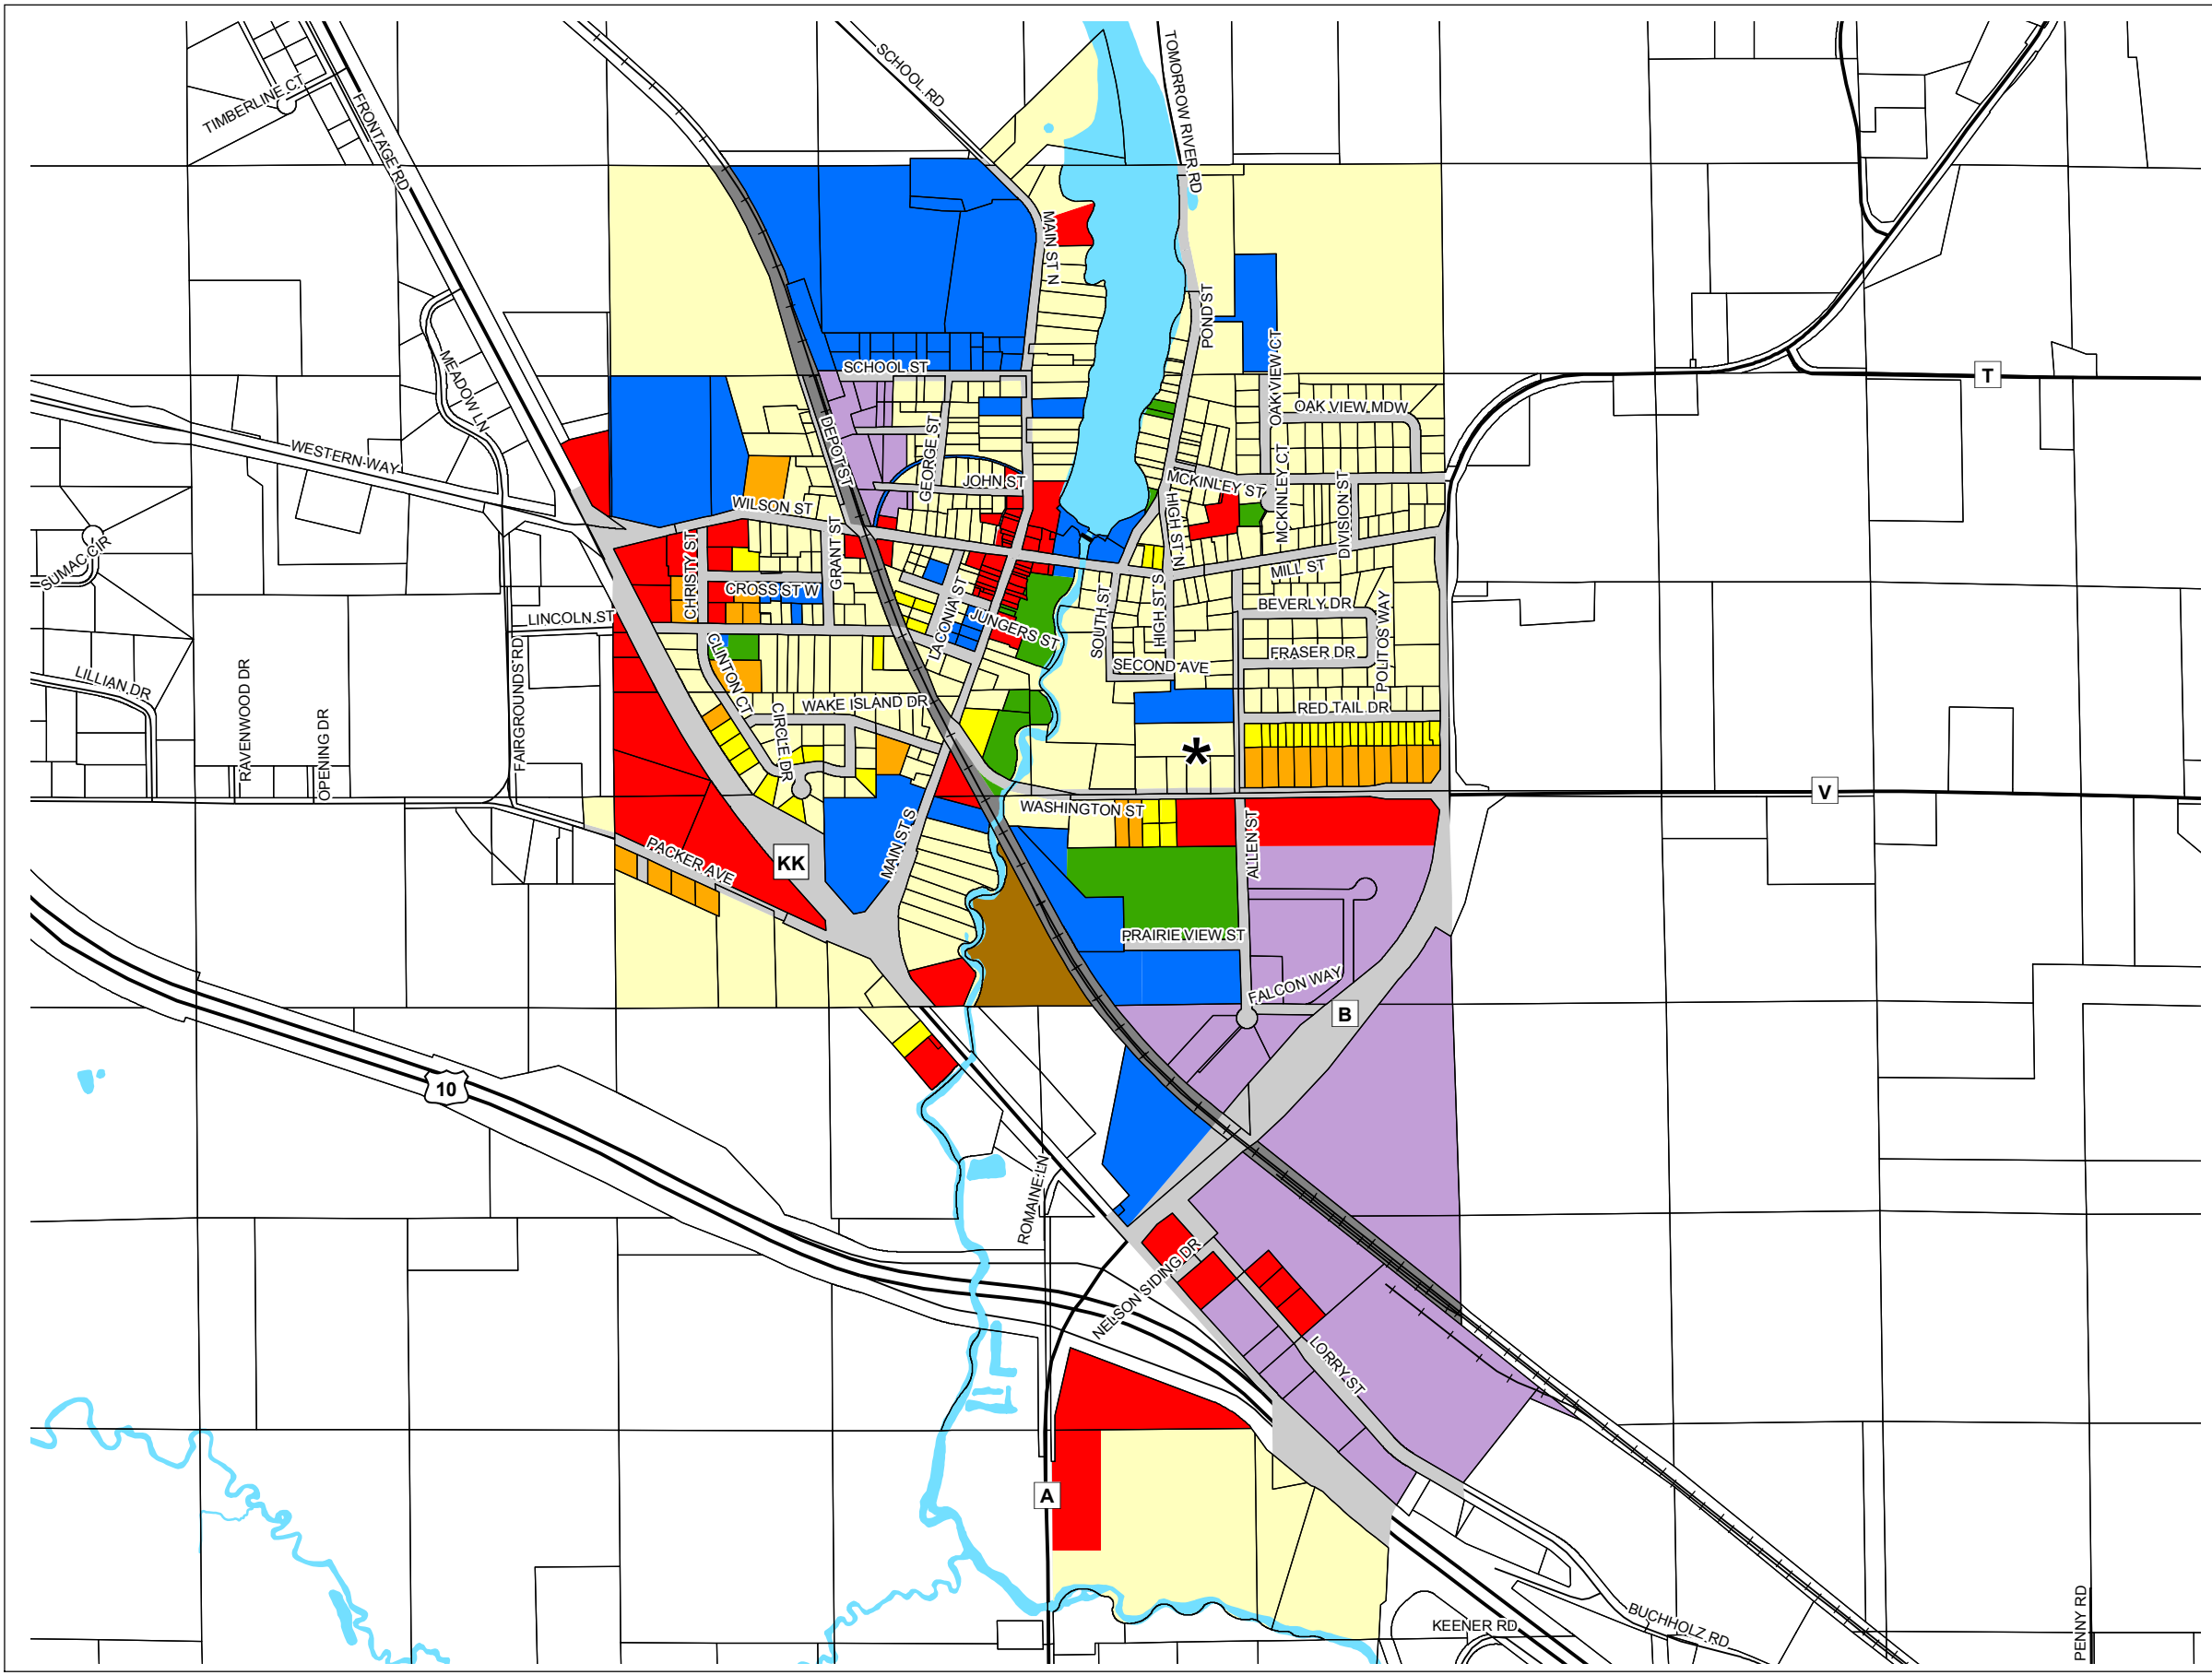 SCHOOL RD
TOMORROW RIVER RD
TIMBERLINE CT
FRONTAGE RD
MAIN ST N
POND ST
OAKVIEW CT
SCHOOL ST
MEADOW LN
T
OAK VIEW MDW
DEPOT ST
GEORGE ST
WESTERN WAY
JOHN ST
MCKINLEY ST
MCKINLEY CT
DIVISION ST
WILSON ST
HIGH ST N
GRANT ST
CHRISTY ST
SUMAC CIR
MILL ST
CROSS ST W
LACONIA ST
BEVERLY DR
LINCOLN ST
JUNGERS ST
SOUTH ST
HIGH ST S
POLITOS WAY
FRASER DR
SECOND AVE
CLINTON CT
LILLIAN DR
RAVENWOOD DR
OPENING DR
FAIRGROUNDS RD
WAKE ISLAND DR
RED TAIL DR
CIRCLE DR
*
V
WASHINGTON ST
ALLEN ST
MAIN ST S
PACKER AVE
KK
PRAIRIE VIEW ST
FALCON WAY
B
10
ROMAINE LN
NELSON SIDING DR
LORRY ST
A
KEENER RD
BUCHHOLZ RD
PENNY RD